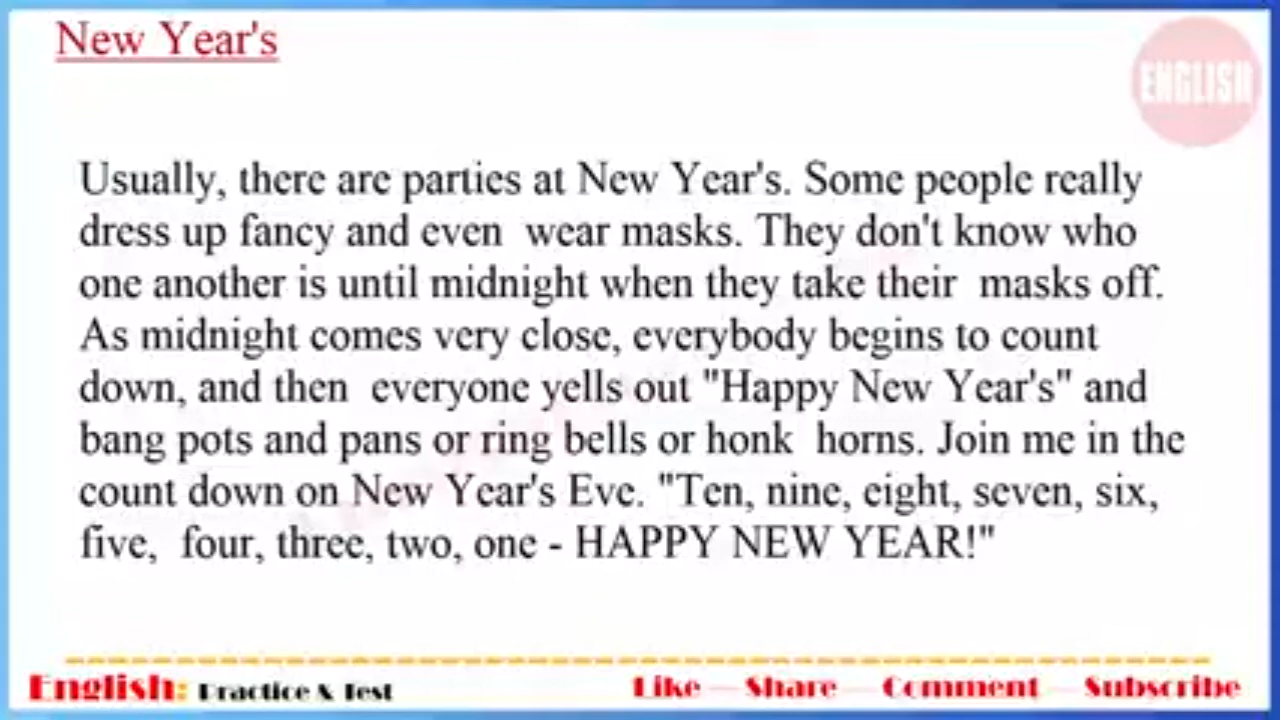 New Year's
ENGLISH
Usually, there are parties at New Year's. Some people really
dress up fancy and even  wear masks. They don't know who
one another is until midnight when they take their  masks off.
As midnight comes very close, everybody begins to count
down, and then  everyone yells out "Happy New Year's" and
bang pots and pans or ring bells or honk  horns. Join me in the
count down on New Year's Eve. "Ten, nine, eight, seven, six,
five,  four, three, two, one - HAPPY NEW YEAR!"
English: Practice & Test
Like — Share — Comment — Subscribe